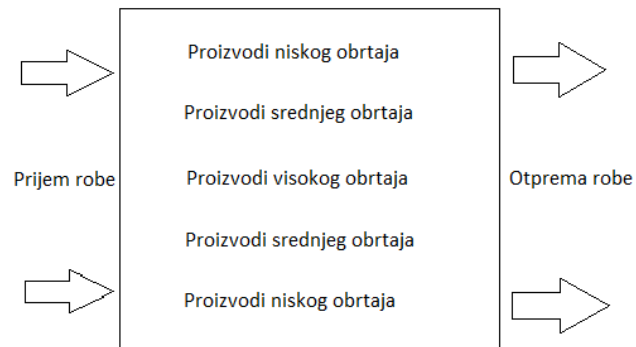 Proizvodi niskog obrtaja
Proizvodi srednjeg obrtaja
Prijem robe
Proizvodi visokog obrtaja
Otprema robe
Proizvodi srednjeg obrtaja
Proizvodi niskog obrtaja